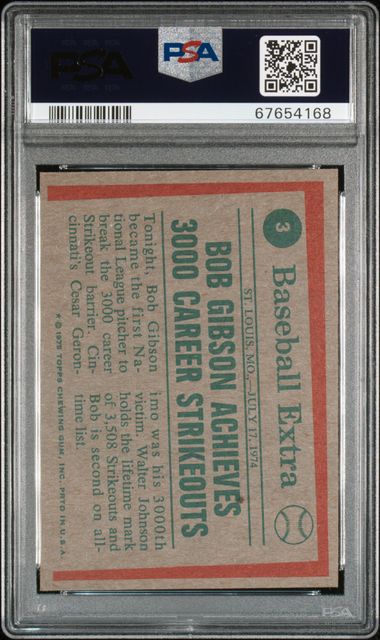 PSA
PSA
67654168
3
Baseball Extra
ST. LOUIS, MO.,—JULY 17, 1974
BOB GIBSON ACHIEVES
3000 CAREER STRIKEOUTS
Tonight, Bob Gibson
became the first Na-
tional League pitcher to
break the 3000 career
Strikeout barrier. Cin-
cinnati's Cesar Geron-
imo was his 3000th
victim. Walter Johnson
holds the lifetime mark
of 3,508 Strikeouts and
Bob is second on all-
time list.
★ © 1975 TOPPS CHEWING GUM, INC. PRTD IN U.S.A.
PSA